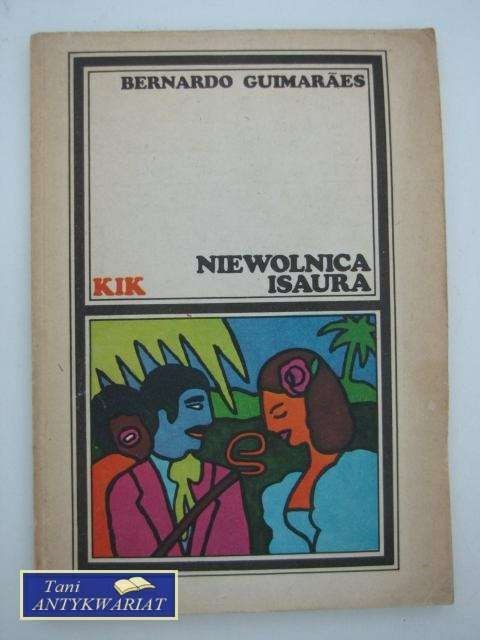 BERNARDO GUIMARÃES
NIEWOLNICA
ISAURA
KIK
Tani
ANTYKWARIAT